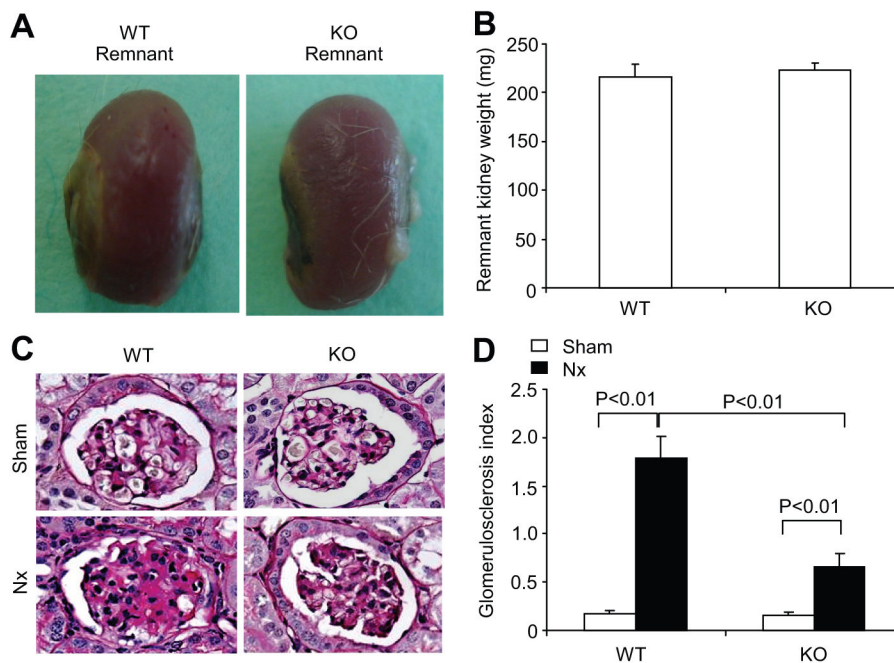 A
WT
Remnant
KO
Remnant
B
Remnant kidney weight (mg)
250
200
150
100
50
0
WT
KO
C
WT
KO
Sham
Nx
D
Sham
Nx
Glomerulosclerosis index
2.5
2.0
1.5
1.0
0.5
0
P<0.01
P<0.01
P<0.01
WT
KO